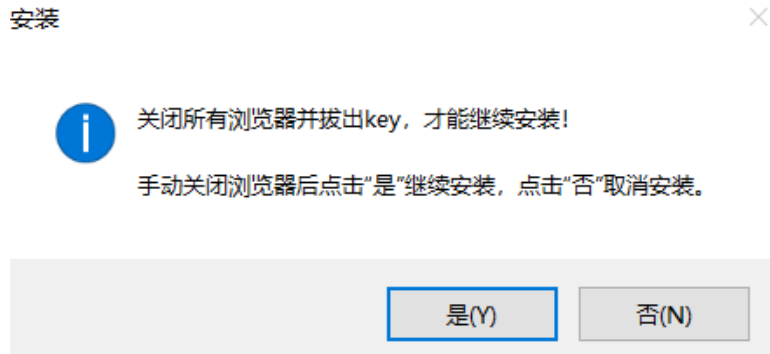 安装
关闭所有浏览器并拔出key，才能继续安装！
手动关闭浏览器后点击“是”继续安装，点击“否”取消安装。
是(Y)
否(N)